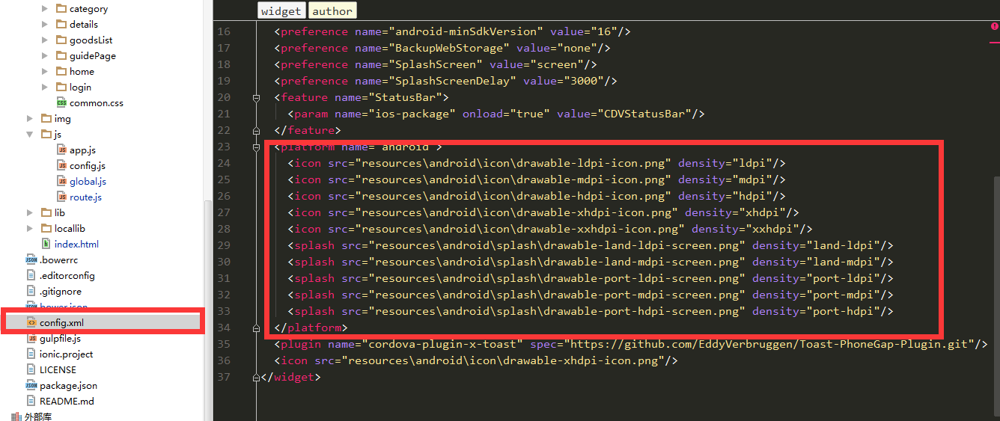 category
details
goodsList
guidePage
home
login
common.css
img
js
app.js
config.js
global.js
route.js
lib
locallib
index.html
.bowerrc
.editorconfig
.gitignore
bower.json
config.xml
gulpfile.js
ionic.project
LICENSE
package.json
README.md
外部库
widget author
16 <preference name="android-minSdkVersion" value="16"/>
17 <preference name="BackupWebStorage" value="none"/>
18 <preference name="SplashScreen" value="screen"/>
19 <preference name="SplashScreenDelay" value="3000"/>
20 <feature name="StatusBar">
21 <param name="ios-package" onload="true" value="CDVStatusBar"/>
22 </feature>
23 <platform name="android">
24 <icon src="resources\android\icon\drawable-ldpi-icon.png" density="ldpi"/>
25 <icon src="resources\android\icon\drawable-mdpi-icon.png" density="mdpi"/>
26 <icon src="resources\android\icon\drawable-hdpi-icon.png" density="hdpi"/>
27 <icon src="resources\android\icon\drawable-xhdpi-icon.png" density="xhdpi"/>
28 <icon src="resources\android\icon\drawable-xxhdpi-icon.png" density="xxhdpi"/>
29 <splash src="resources\android\splash\drawable-land-ldpi-screen.png" density="land-ldpi"/>
30 <splash src="resources\android\splash\drawable-land-mdpi-screen.png" density="land-mdpi"/>
31 <splash src="resources\android\splash\drawable-port-ldpi-screen.png" density="port-ldpi"/>
32 <splash src="resources\android\splash\drawable-port-mdpi-screen.png" density="port-mdpi"/>
33 <splash src="resources\android\splash\drawable-port-hdpi-screen.png" density="port-hdpi"/>
34 </platform>
35 <plugin name="cordova-plugin-x-toast" spec="https://github.com/EddyVerbruggen/Toast-PhoneGap-Plugin.git"/>
36 <icon src="resources\android\icon\drawable-xhdpi-icon.png"/>
37 </widget>